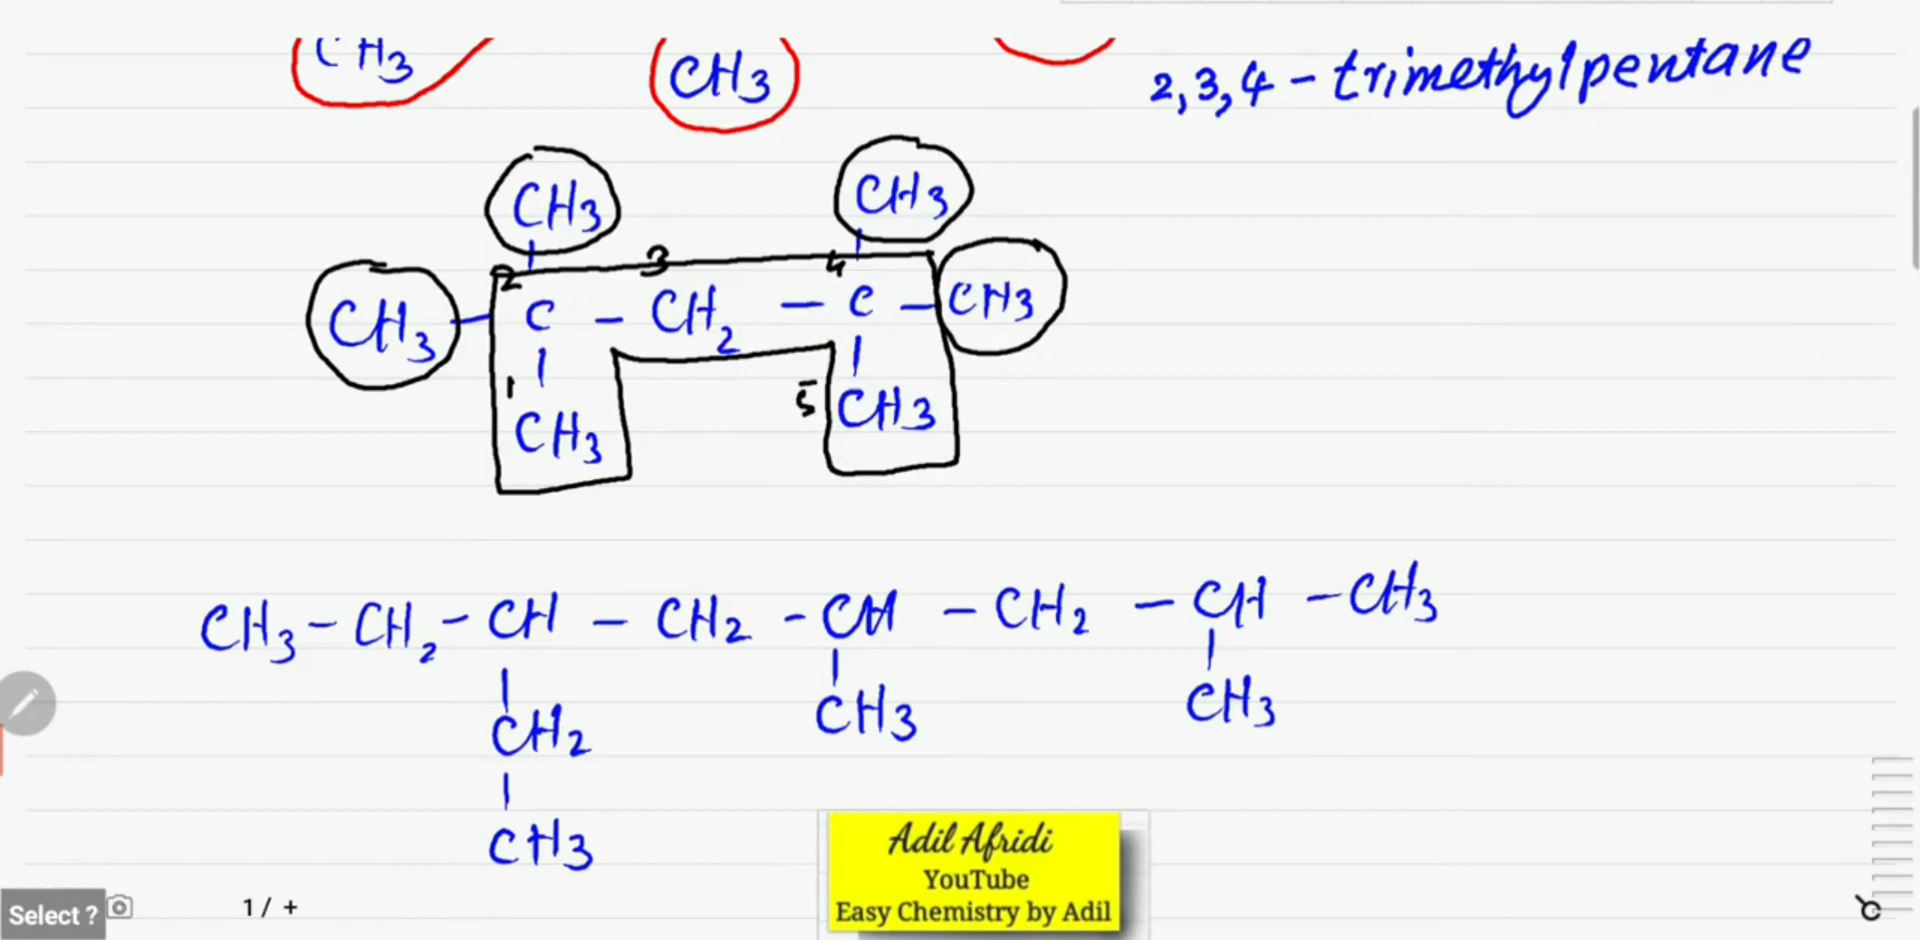 CH3
CH3
2,3,4 - trimethylpentane
CH3 CH3
2 3 4
CH3 - C - CH2 - C - CH3
1 5
CH3 CH3
CH3 - CH2 - CH - CH2 - CH - CH2 - CH - CH3
CH2 CH3 CH3
CH3
Adil Afridi
YouTube
Easy Chemistry by Adil
Select ?
1 / +